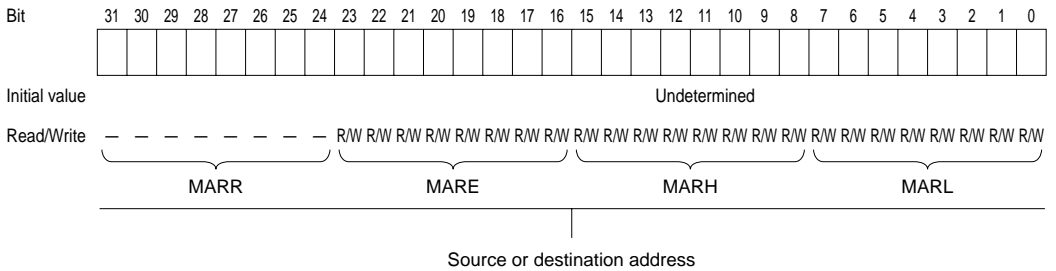 Bit 31 30 29 28 27 26 25 24 23 22 21 20 19 18 17 16 15 14 13 12 11 10 9 8 7 6 5 4 3 2 1 0
Initial value Undetermined
Read/Write — — — — — — — — R/W R/W R/W R/W R/W R/W R/W R/W R/W R/W R/W R/W R/W R/W R/W R/W R/W R/W R/W R/W R/W R/W R/W R/W
MARR MARE MARH MARL
Source or destination address